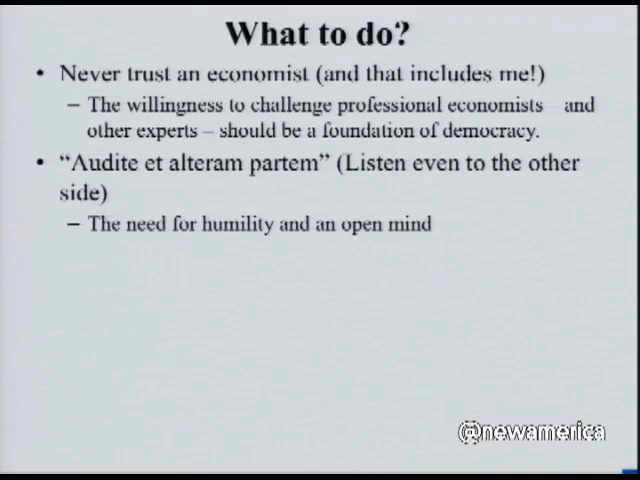 What to do?
• Never trust an economist (and that includes me!)
– The willingness to challenge professional economists – and
other experts – should be a foundation of democracy.
• “Audite et alteram partem” (Listen even to the other
side)
– The need for humility and an open mind
@newamerica